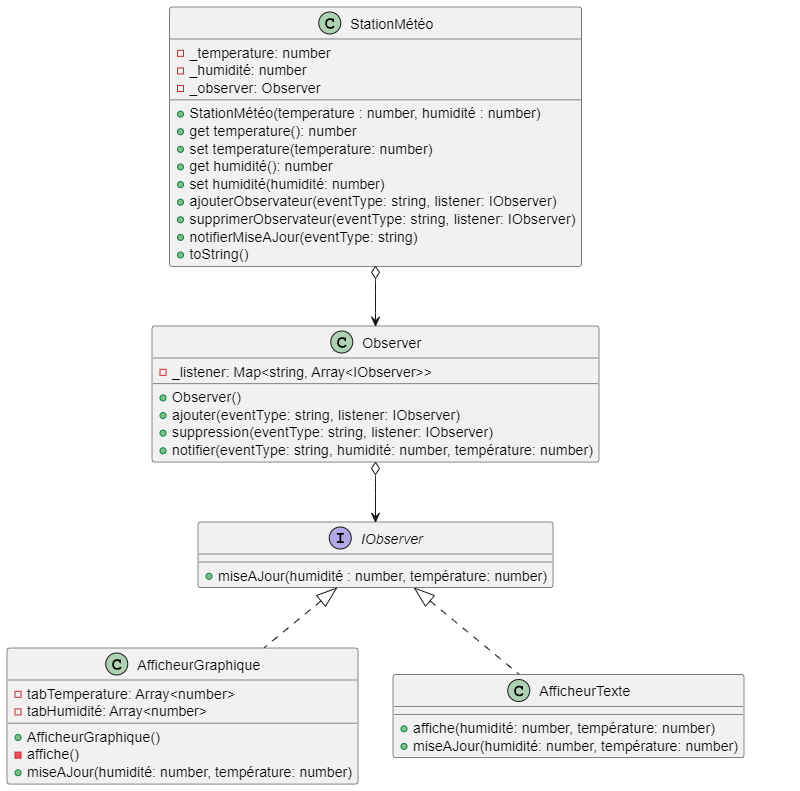 C StationMétéo
_temperature: number
_humidité: number
_observer: Observer
StationMétéo(temperature : number, humidité : number)
get temperature(): number
set temperature(temperature: number)
get humidité(): number
set humidité(humidité: number)
ajouterObservateur(eventType: string, listener: IObserver)
supprimerObservateur(eventType: string, listener: IObserver)
notifierMiseAJour(eventType: string)
toString()
C Observer
_listener: Map<string, Array<IObserver>>
Observer()
ajouter(eventType: string, listener: IObserver)
suppression(eventType: string, listener: IObserver)
notifier(eventType: string, humidité: number, température: number)
I IObserver
miseAJour(humidité : number, température: number)
C AfficheurGraphique
tabTemperature: Array<number>
tabHumidité: Array<number>
AfficheurGraphique()
affiche()
miseAJour(humidité: number, température: number)
C AfficheurTexte
affiche(humidité: number, température: number)
miseAJour(humidité: number, température: number)